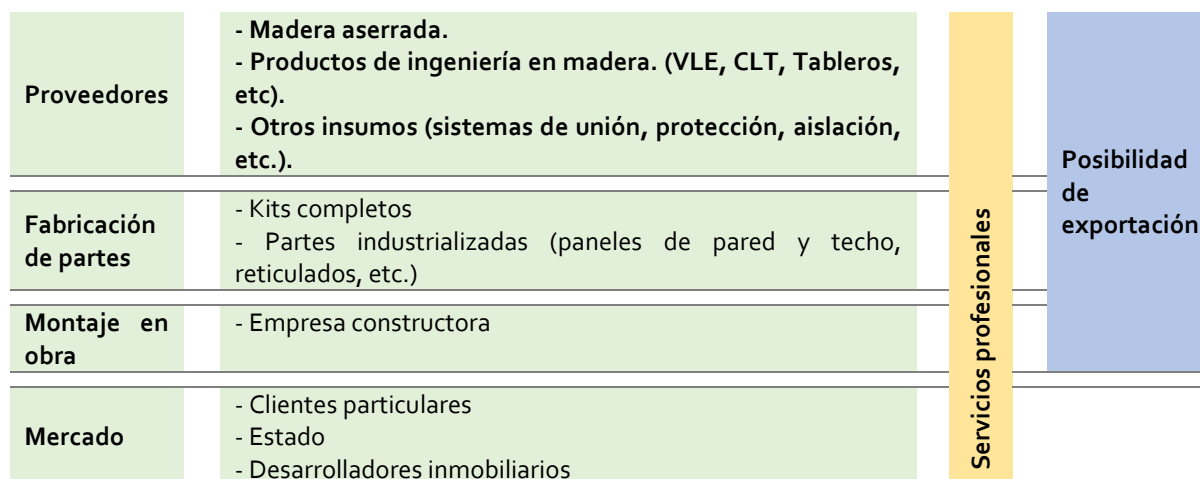 Proveedores
- Madera aserrada.
- Productos de ingeniería en madera. (VLE, CLT, Tableros,
etc).
- Otros insumos (sistemas de unión, protección, aislación,
etc.).
Fabricación
de partes
- Kits completos
- Partes industrializadas (paneles de pared y techo,
reticulados, etc.)
Montaje en
obra
- Empresa constructora
Mercado
- Clientes particulares
- Estado
- Desarrolladores inmobiliarios
Servicios profesionales
Posibilidad
de
exportación